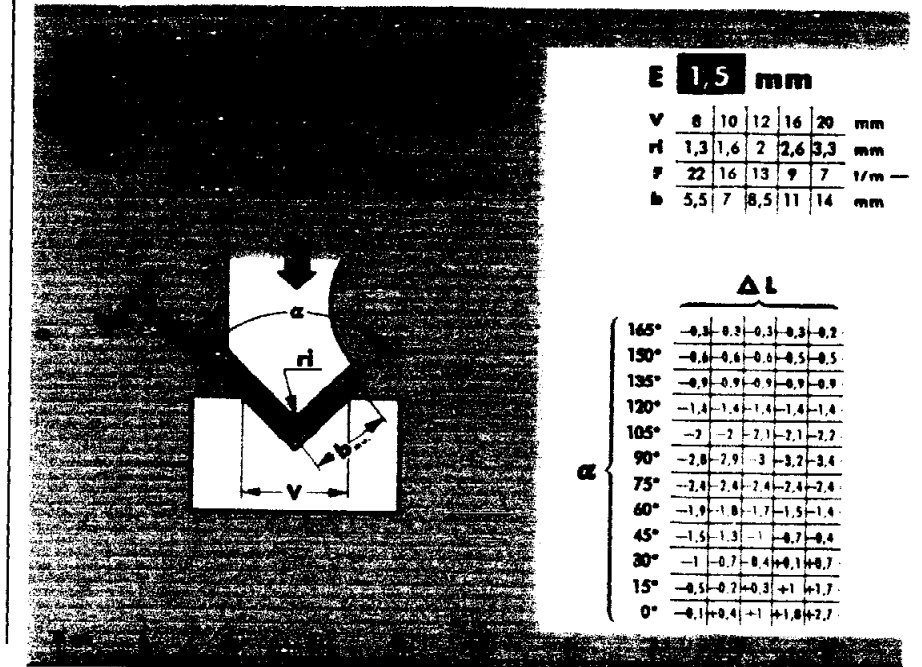 E 1,5 mm
V 8 10 12 16 20 mm
ri 1,3 1,6 2 2,6 3,3 mm
F 22 16 13 9 7 t/m
b 5,5 7 8,5 11 14 mm
Δ L
165° −0,3 −0,3 −0,3 −0,3 −0,2
150° −0,6 −0,6 −0,6 −0,5 −0,5
135° −0,9 −0,9 −0,9 −0,9 −0,9
120° −1,4 −1,4 −1,4 −1,4 −1,4
105° −2 −2 −2,1 −2,1 −2,2
90° −2,8 −2,9 −3 −3,2 −3,4
α 75° −2,4 −2,4 −2,4 −2,4 −2,4
60° −1,9 −1,8 −1,7 −1,5 −1,4
45° −1,5 −1,3 −1 −0,7 −0,4
30° −1 −0,7 −0,4 +0,1 +0,7
15° −0,5 −0,2 +0,3 +1 +1,7
0° −0,1 +0,4 +1 +1,8 +2,7
α
ri
b
V